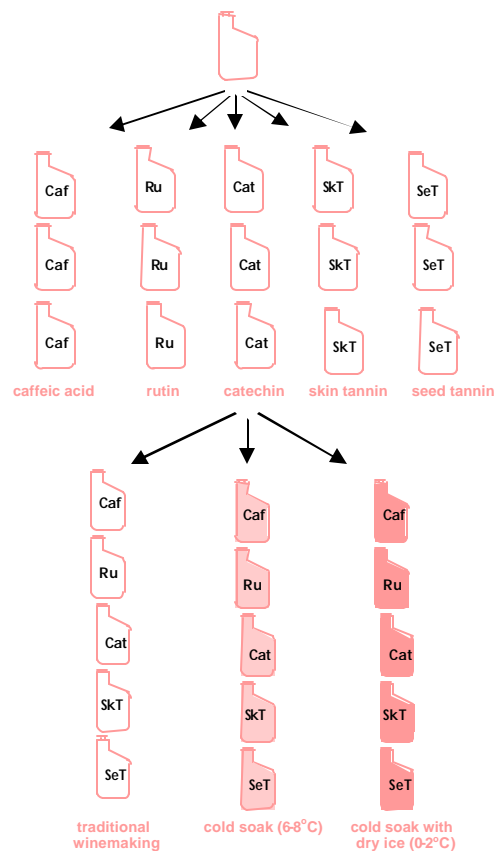 Caf Ru Cat SkT SeT
Caf Ru Cat SkT SeT
Caf Ru Cat SkT SeT
caffeic acid rutin catechin skin tannin seed tannin
Caf Caf Caf
Ru Ru Ru
Cat Cat Cat
SkT SkT SkT
SeT SeT SeT
traditional cold soak (6-8°C) cold soak with
winemaking dry ice (0-2°C)